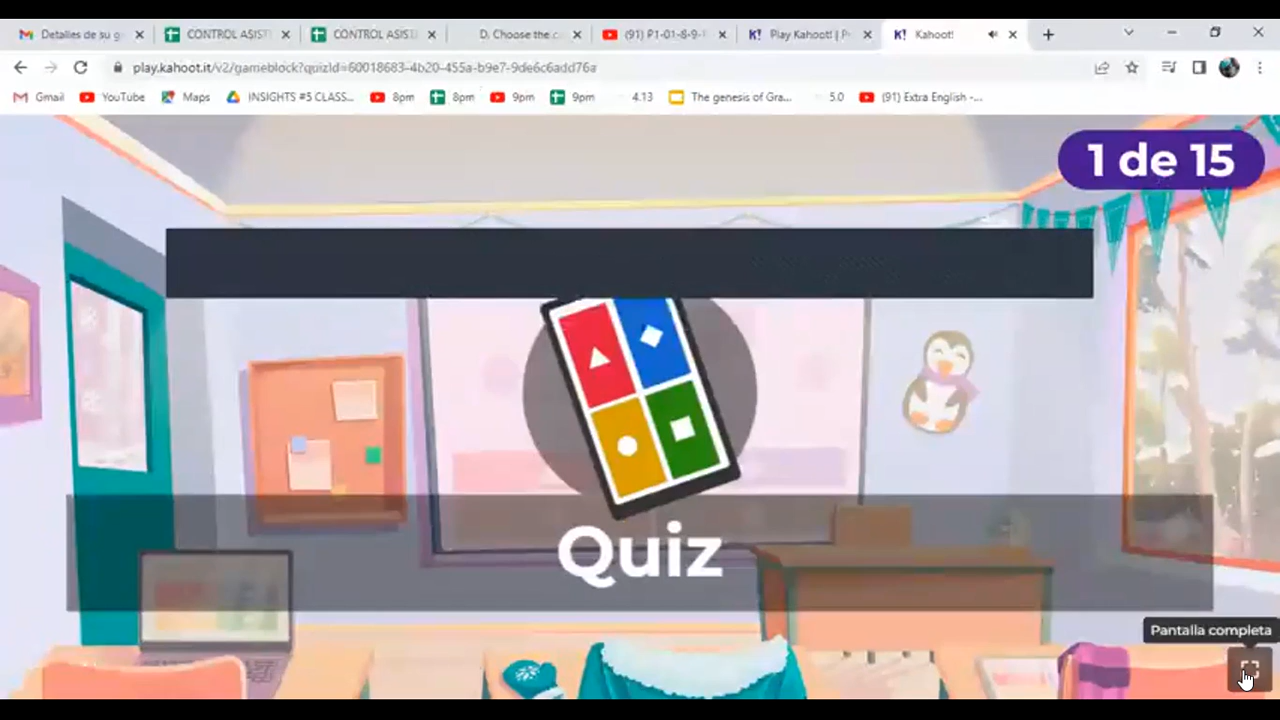 Detalles de su g
CONTROL ASIST
CONTROL ASIST
D. Choose the c
(91) P1-01-8-9-
Play Kahoot! | P
Kahoot!
play.kahoot.it/v2/gameblock?quizId=60018683-4b20-455a-b9e7-9de6c6add76a
Gmail
YouTube
Maps
INSIGHTS #5 CLASS...
8pm
8pm
9pm
9pm
4.13
The genesis of Gra...
5.0
(91) Extra English -...
1 de 15
Quiz
Pantalla completa